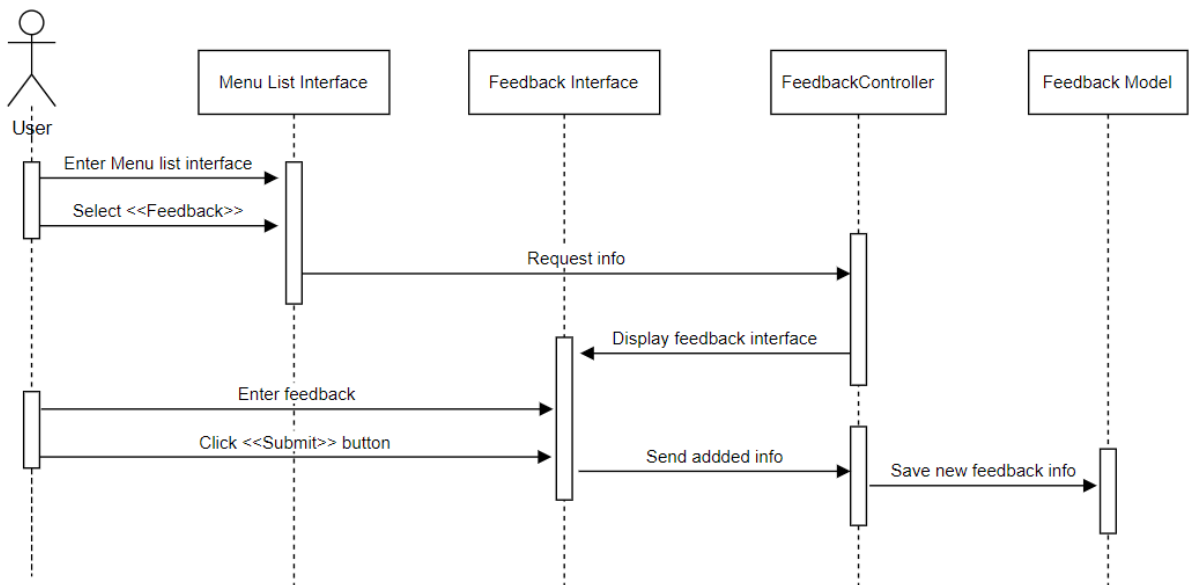 Menu List Interface
Feedback Interface
FeedbackController
Feedback Model
User
Enter Menu list interface
Select <<Feedback>>
Request info
Display feedback interface
Enter feedback
Click <<Submit>> button
Send addded info
Save new feedback info